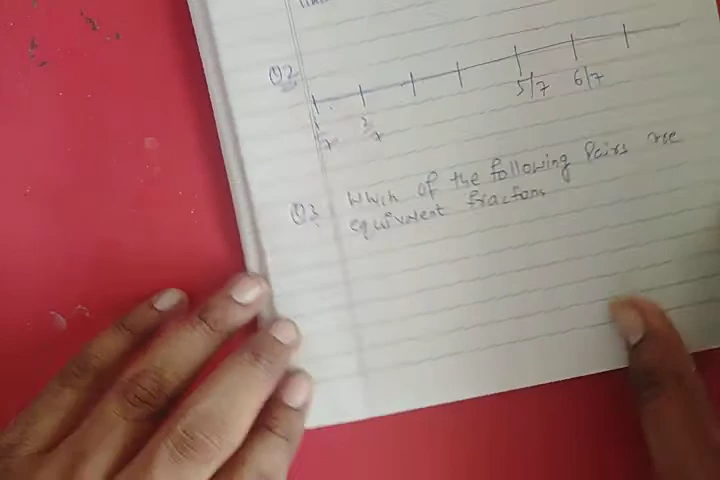 Q2
5/7 6/7
Q3 Which of the following Pairs are
equivalent fractions